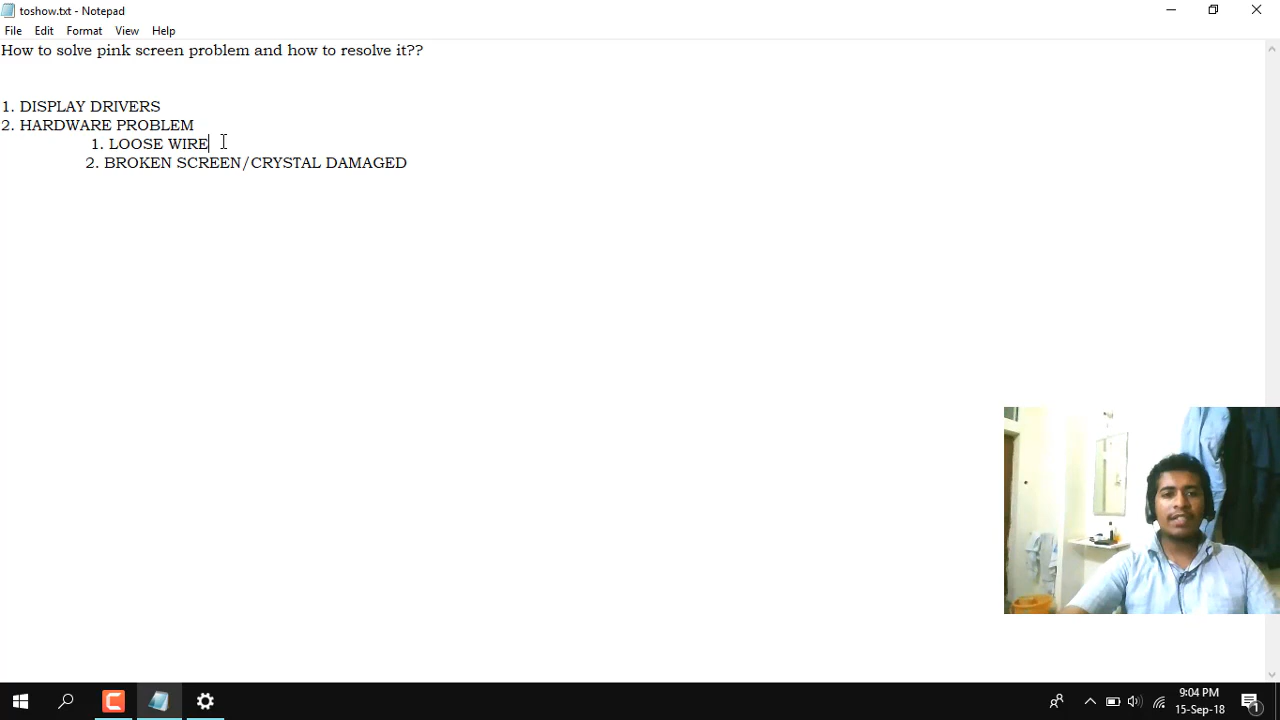 toshow.txt - Notepad
File Edit Format View Help
How to solve pink screen problem and how to resolve it??
1. DISPLAY DRIVERS
2. HARDWARE PROBLEM
1. LOOSE WIRE
2. BROKEN SCREEN/CRYSTAL DAMAGED
9:04 PM
15-Sep-18
1